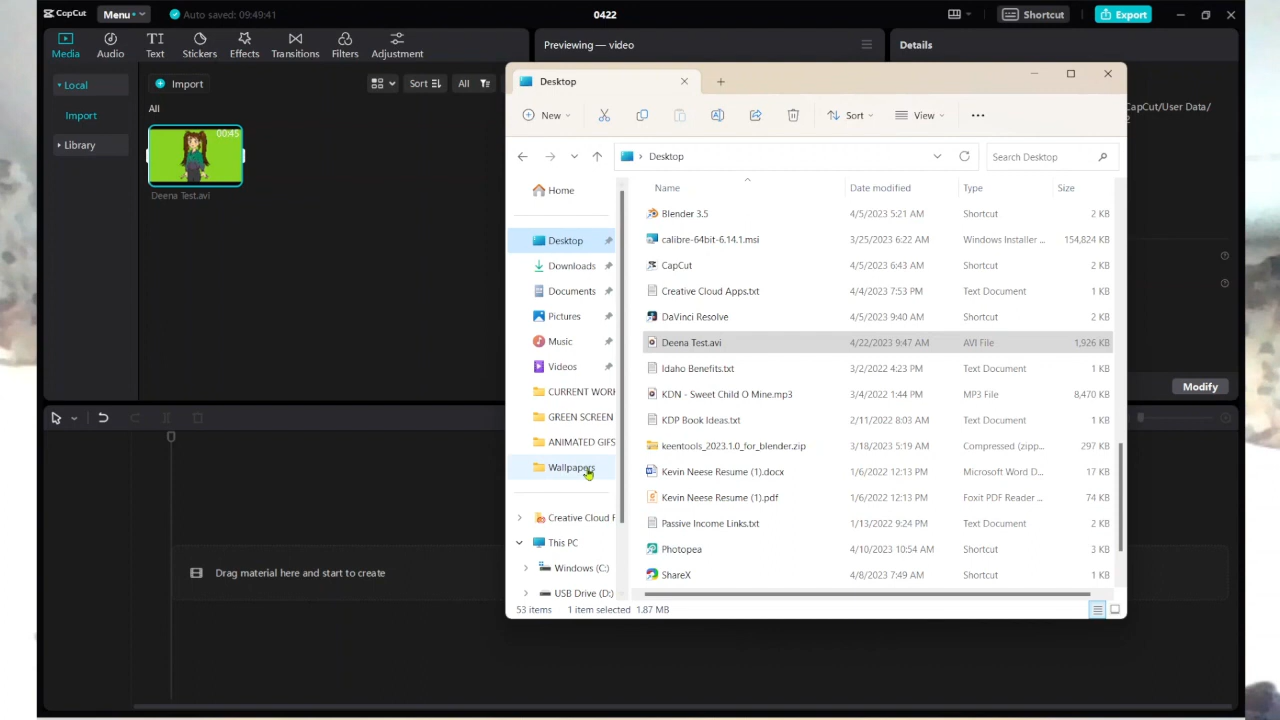 CapCut
Menu
Auto saved: 09:49:41
0422
Shortcut
Export
Media
Audio
Text
Stickers
Effects
Transitions
Filters
Adjustment
Previewing — video
Details
Local
Import
Library
Import
Sort
All
All
00:45
Deena Test.avi
CapCut/User Data/
Modify
Drag material here and start to create
Desktop
New
Sort
View
Desktop
Search Desktop
Home
Desktop
Downloads
Documents
Pictures
Music
Videos
CURRENT WORK
GREEN SCREEN
ANIMATED GIFS
Wallpapers
Creative Cloud F
This PC
Windows (C:)
USB Drive (D:)
Name Date modified Type Size
Blender 3.5 4/5/2023 5:21 AM Shortcut 2 KB
calibre-64bit-6.14.1.msi 3/25/2023 6:22 AM Windows Installer ... 154,824 KB
CapCut 4/5/2023 6:43 AM Shortcut 2 KB
Creative Cloud Apps.txt 4/4/2023 7:53 PM Text Document 1 KB
DaVinci Resolve 4/5/2023 9:40 AM Shortcut 2 KB
Deena Test.avi 4/22/2023 9:47 AM AVI File 1,926 KB
Idaho Benefits.txt 3/2/2022 4:23 PM Text Document 1 KB
KDN - Sweet Child O Mine.mp3 3/4/2022 1:44 PM MP3 File 8,470 KB
KDP Book Ideas.txt 2/11/2022 8:03 AM Text Document 1 KB
keentools_2023.1.0_for_blender.zip 3/18/2023 5:19 AM Compressed (zipp... 297 KB
Kevin Neese Resume (1).docx 1/6/2022 12:13 PM Microsoft Word D... 17 KB
Kevin Neese Resume (1).pdf 1/6/2022 12:13 PM Foxit PDF Reader ... 74 KB
Passive Income Links.txt 1/13/2022 9:24 PM Text Document 1 KB
Photopea 4/10/2023 10:54 AM Shortcut 3 KB
ShareX 4/8/2023 7:49 AM Shortcut 1 KB
53 items 1 item selected 1.87 MB